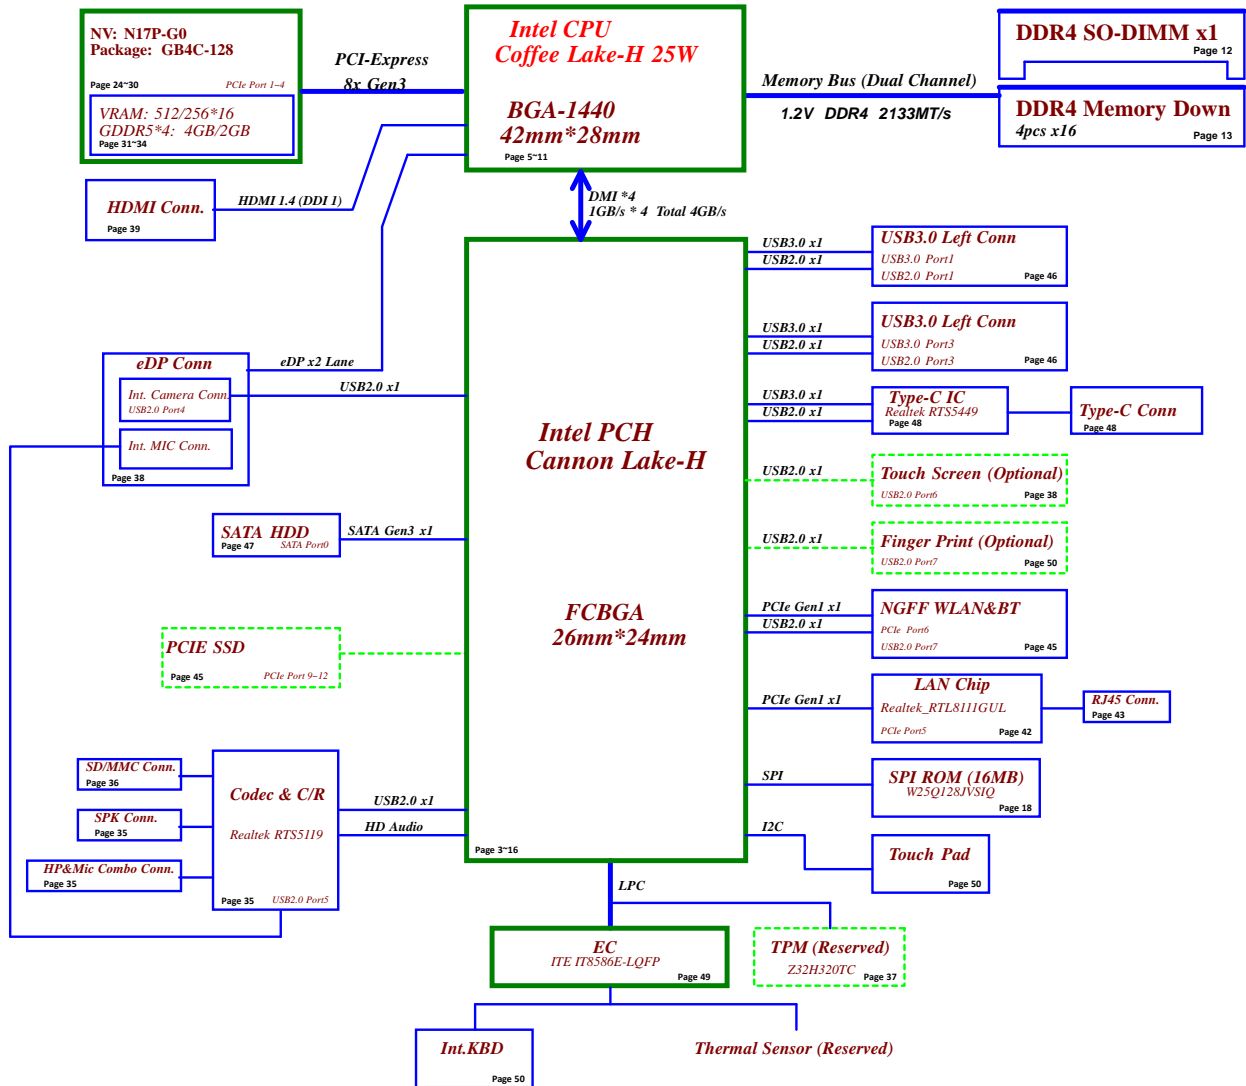 NV: N17P-G0
Package: GB4C-128
Page 24~30
PCIe Port 1~4
VRAM: 512/256*16
GDDR5*4: 4GB/2GB
Page 31~34
PCI-Express
8x Gen3
Intel CPU
Coffee Lake-H 25W
BGA-1440
42mm*28mm
Page 5~11
Memory Bus (Dual Channel)
1.2V DDR4 2133MT/s
DDR4 SO-DIMM x1
Page 12
DDR4 Memory Down
4pcs x16
Page 13
HDMI Conn.
Page 39
HDMI 1.4 (DDI 1)
DMI *4
1GB/s * 4 Total 4GB/s
eDP Conn
Int. Camera Conn.
USB2.0 Port4
Int. MIC Conn.
Page 38
eDP x2 Lane
USB2.0 x1
SATA HDD
Page 47
SATA Port0
SATA Gen3 x1
PCIE SSD
Page 45
PCIe Port 9~12
SD/MMC Conn.
Page 36
SPK Conn.
Page 35
HP&Mic Combo Conn.
Page 35
Codec & C/R
Realtek RTS5119
Page 35
USB2.0 Port5
USB2.0 x1
HD Audio
Intel PCH
Cannon Lake-H
FCBGA
26mm*24mm
Page 3~16
USB3.0 x1
USB2.0 x1
USB3.0 Left Conn
USB3.0 Port1
USB2.0 Port1
Page 46
USB3.0 x1
USB2.0 x1
USB3.0 Left Conn
USB3.0 Port3
USB2.0 Port3
Page 46
USB3.0 x1
USB2.0 x1
Type-C IC
Realtek RTS5449
Page 48
Type-C Conn
Page 48
USB2.0 x1
Touch Screen (Optional)
USB2.0 Port6
Page 38
USB2.0 x1
Finger Print (Optional)
USB2.0 Port7
Page 50
PCIe Gen1 x1
USB2.0 x1
NGFF WLAN&BT
PCIe Port6
USB2.0 Port7
Page 45
PCIe Gen1 x1
LAN Chip
Realtek_RTL8111GUL
PCIe Port5
Page 42
RJ45 Conn.
Page 43
SPI
SPI ROM (16MB)
W25Q128JVSIQ
Page 18
I2C
Touch Pad
Page 50
LPC
EC
ITE IT8586E-LQFP
Page 49
TPM (Reserved)
Z32H320TC
Page 37
Int.KBD
Page 50
Thermal Sensor (Reserved)